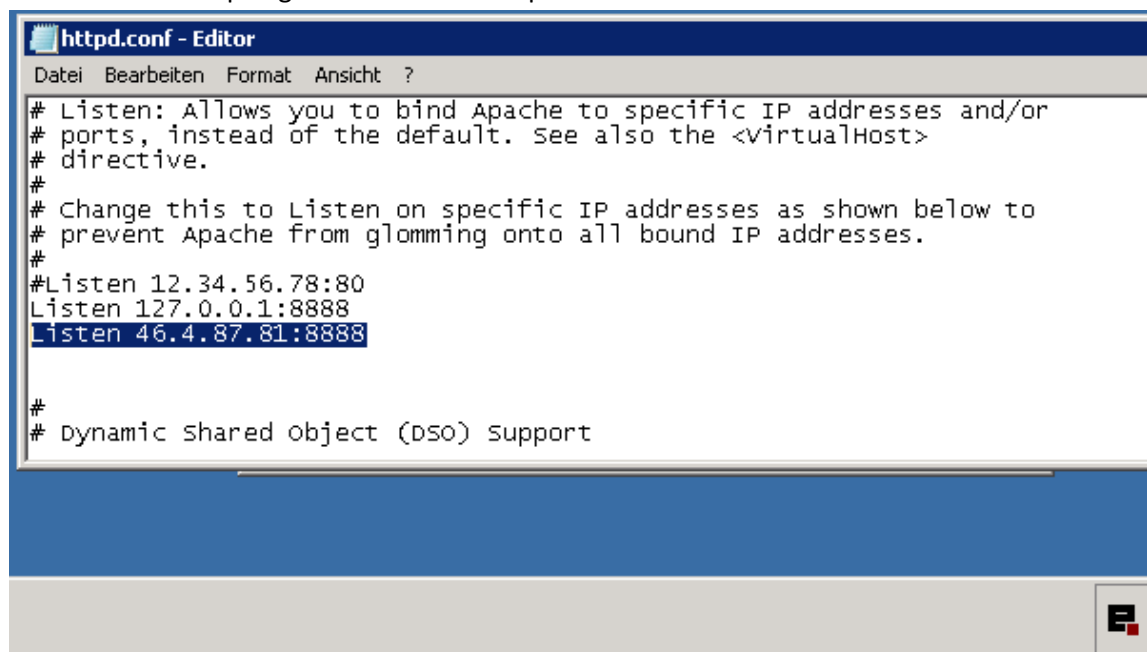 httpd.conf - Editor
Datei Bearbeiten Format Ansicht ?
# Listen: Allows you to bind Apache to specific IP addresses and/or
# ports, instead of the default. See also the <VirtualHost>
# directive.
#
# Change this to Listen on specific IP addresses as shown below to
# prevent Apache from glomming onto all bound IP addresses.
#
#Listen 12.34.56.78:80
Listen 127.0.0.1:8888
Listen 46.4.87.81:8888
#
# Dynamic Shared Object (DSO) Support